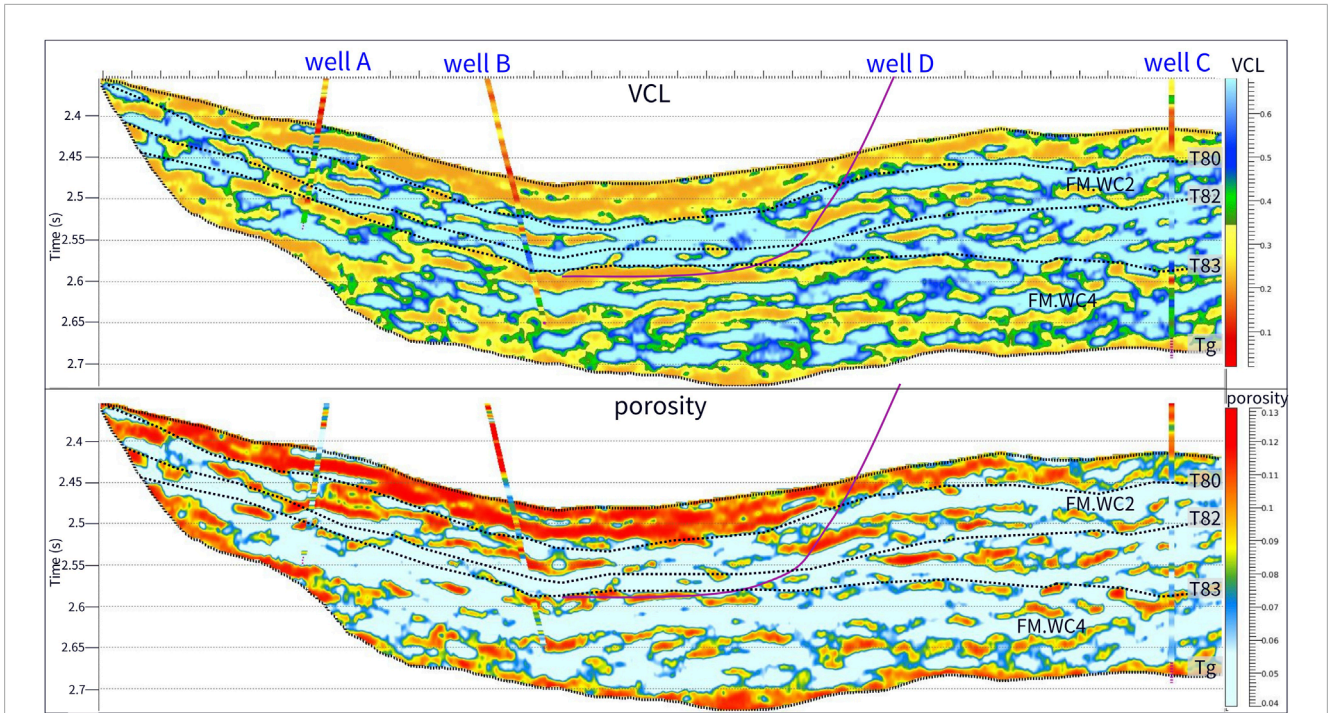 well A
well B
well D
well C
VCL
VCL
2.4
2.45
2.5
2.55
2.6
2.65
2.7
Time (s)
T80
FM.WC2
T82
T83
FM.WC4
Tg
0.6
0.5
0.4
0.3
0.2
0.1
porosity
porosity
2.4
2.45
2.5
2.55
2.6
2.65
2.7
Time (s)
T80
FM.WC2
T82
T83
FM.WC4
Tg
0.13
0.12
0.11
0.1
0.09
0.08
0.07
0.06
0.05
0.04